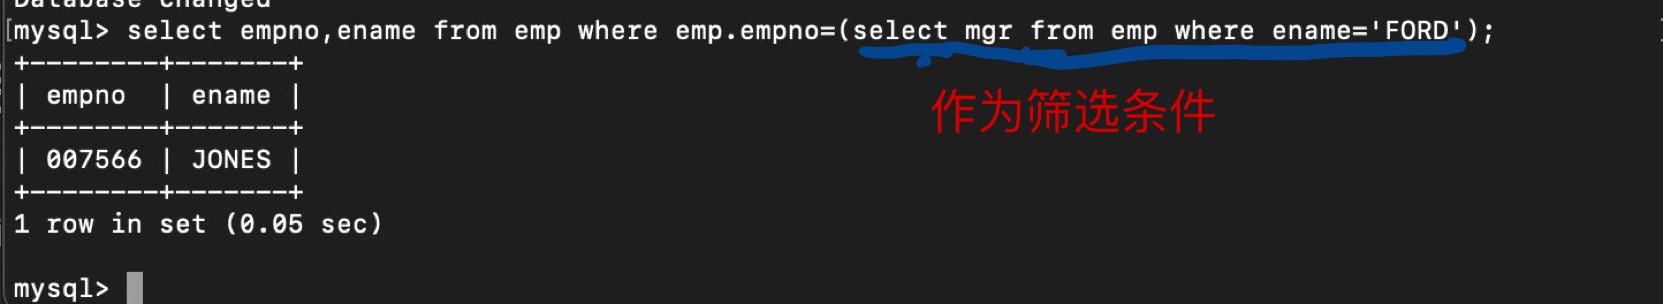 Database changed
mysql> select empno,ename from emp where emp.empno=(select mgr from emp where ename='FORD');
+--------+-------+
| empno  | ename |
+--------+-------+
| 007566 | JONES |
+--------+-------+
1 row in set (0.05 sec)
mysql>
作为筛选条件